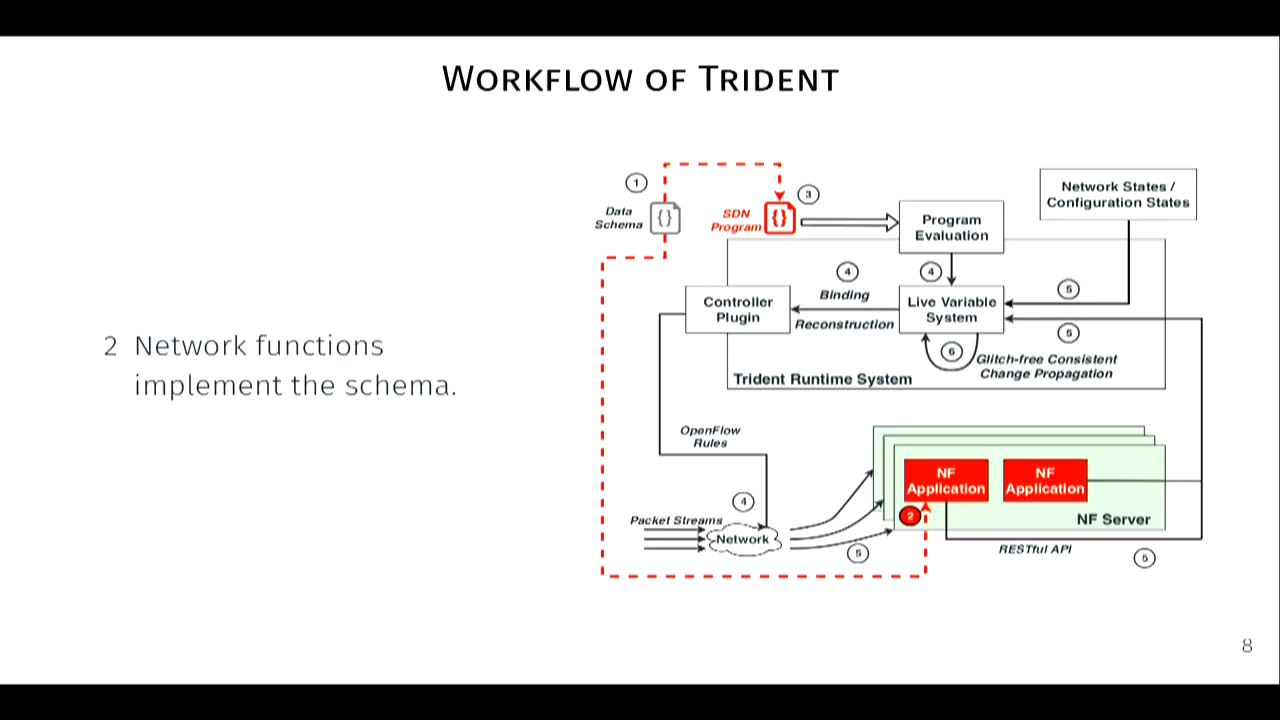 WORKFLOW OF TRIDENT
2 Network functions
implement the schema.
1
Data
Schema
{}
SDN
Program
{}
3
Program
Evaluation
Network States /
Configuration States
4
Binding
Reconstruction
4
Controller
Plugin
Live Variable
System
5
5
6
Glitch-free Consistent
Change Propagation
Trident Runtime System
OpenFlow
Rules
4
Packet Streams
Network
5
NF
Application
NF
Application
2
NF Server
RESTful API
5
8